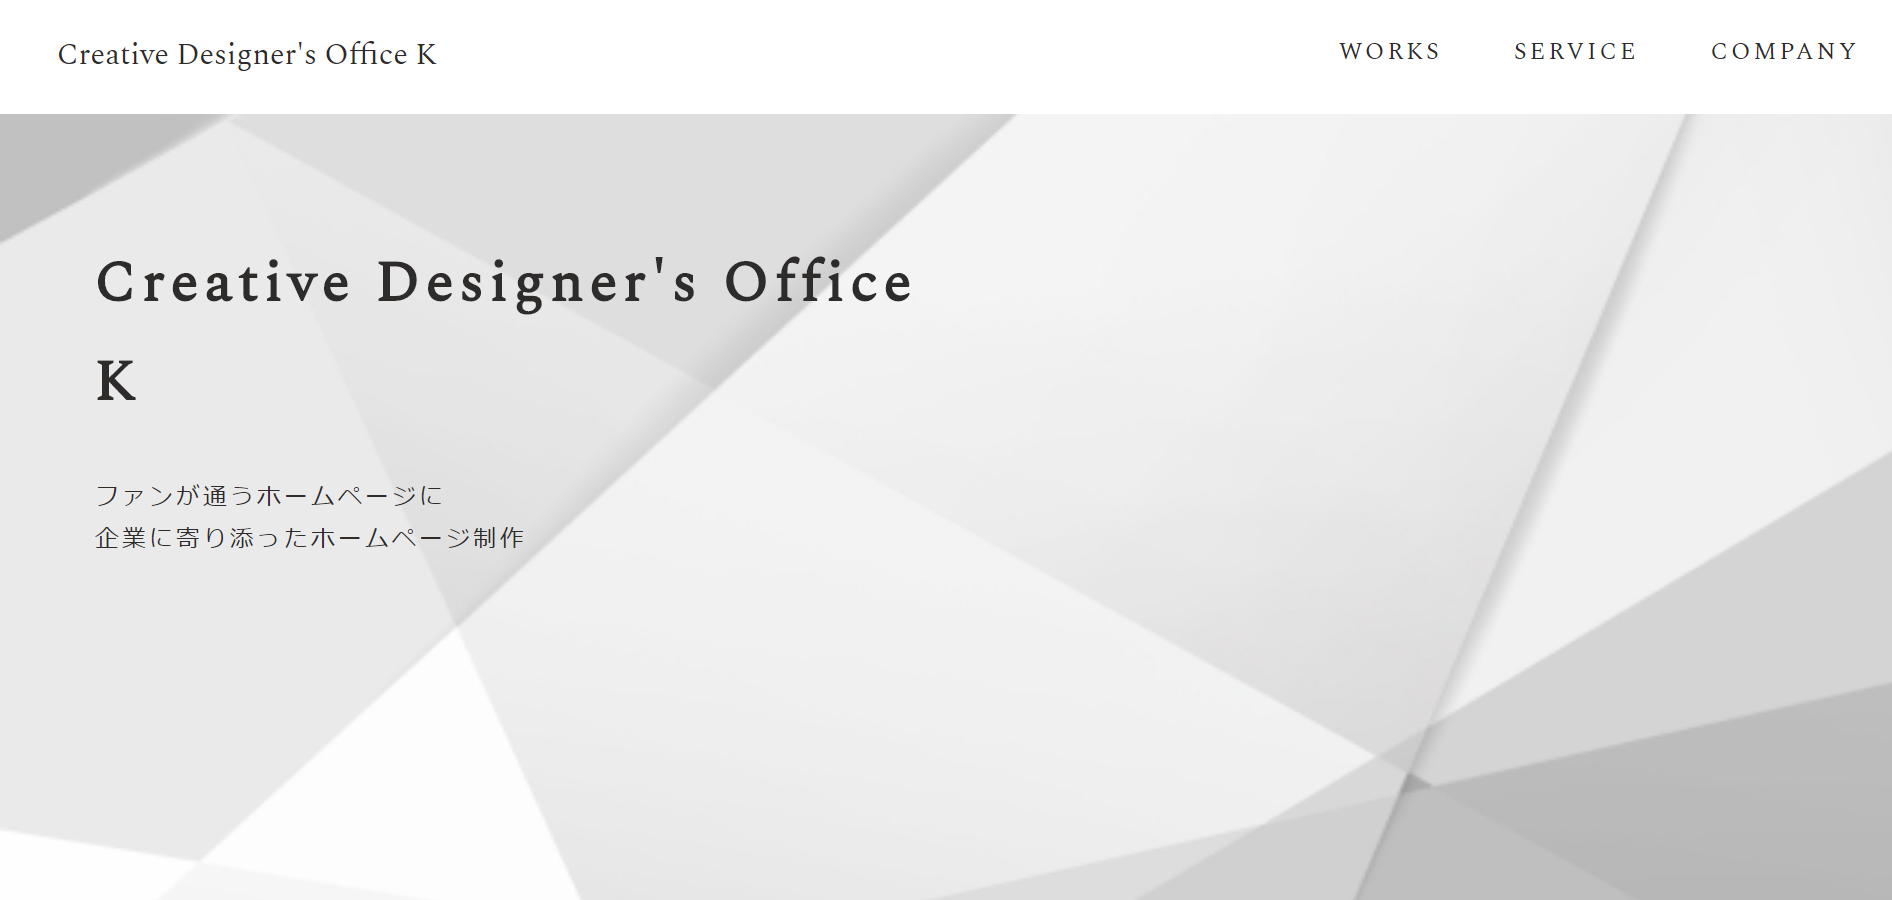 Creative Designer's Office K
WORKS SERVICE COMPANY
Creative Designer's Office
K
ファンが通うホームページに
企業に寄り添ったホームページ制作